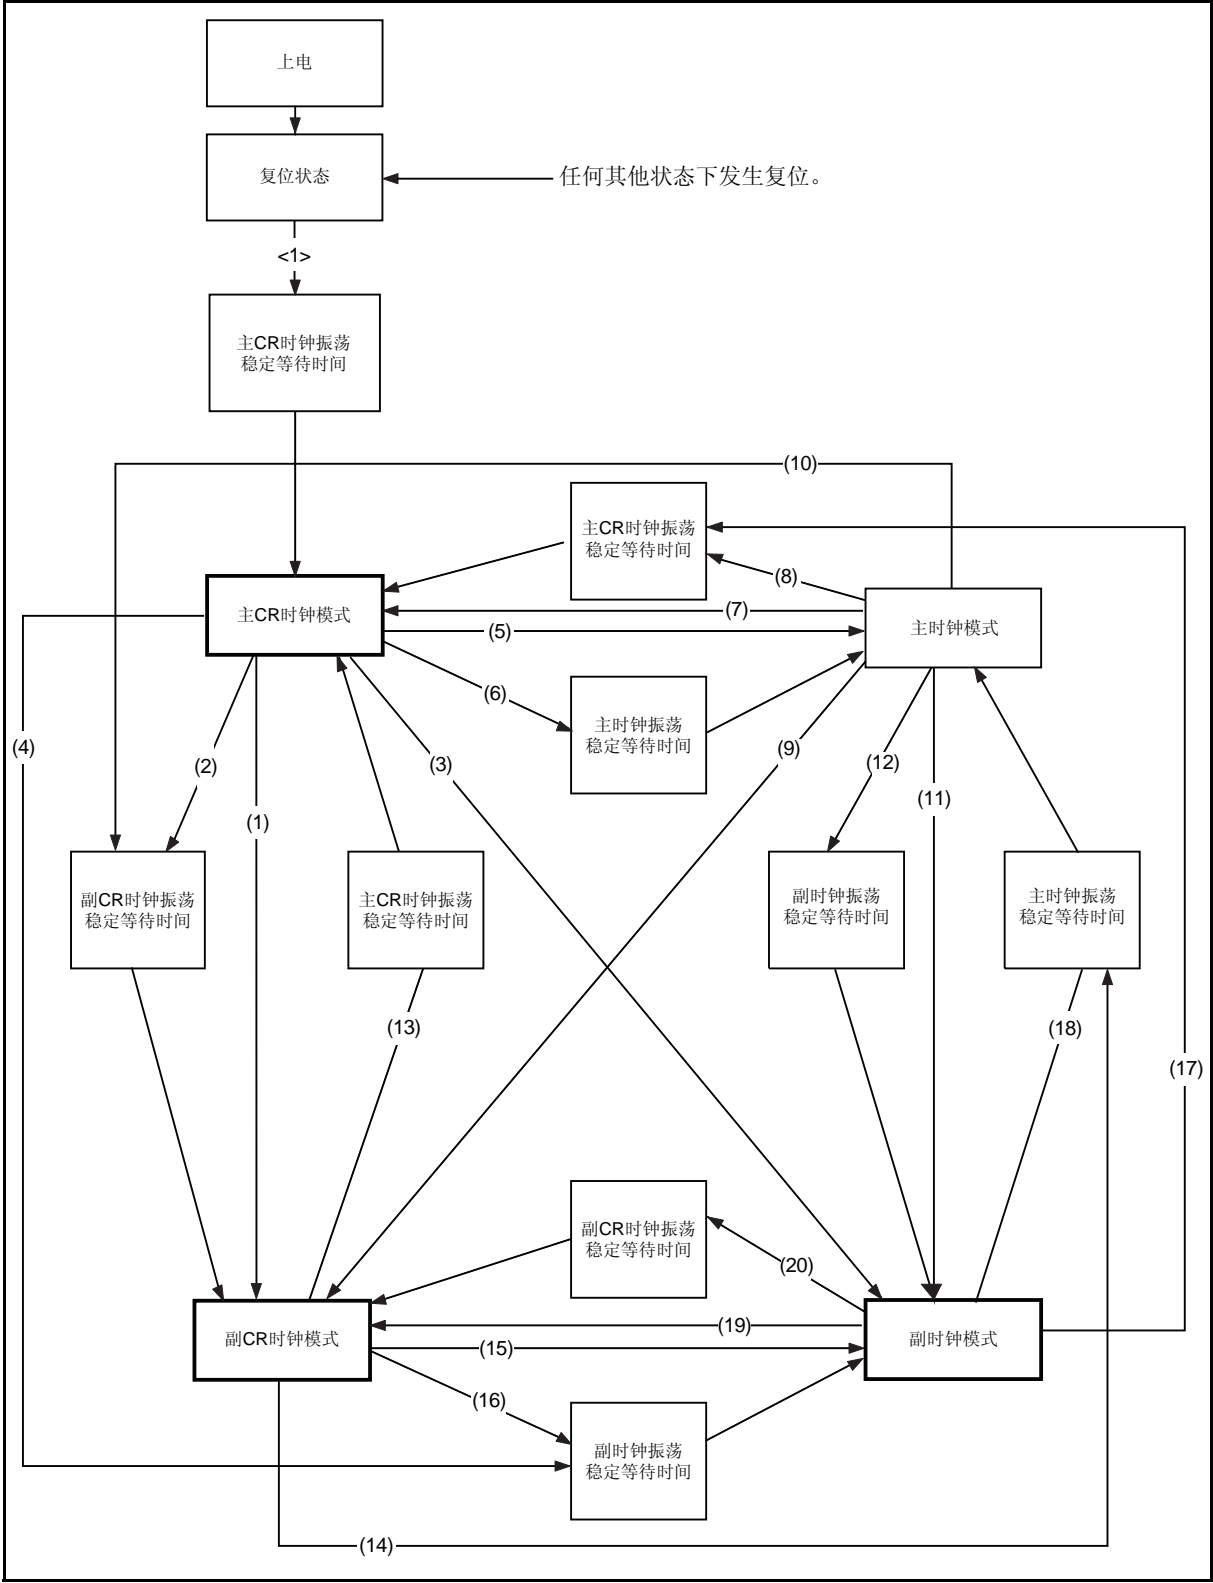 上电
复位状态
任何其他状态下发生复位。
<1>
主CR时钟振荡
稳定等待时间
(10)
主CR时钟振荡
稳定等待时间
(8)
主CR时钟模式
(7)
(5)
主时钟模式
(6)
主时钟振荡
稳定等待时间
(4)
(2)
(3)
(9)
(12)
(11)
(1)
副CR时钟振荡
稳定等待时间
主CR时钟振荡
稳定等待时间
副时钟振荡
稳定等待时间
主时钟振荡
稳定等待时间
(13)
(18)
(17)
副CR时钟振荡
稳定等待时间
(20)
副CR时钟模式
(19)
(15)
副时钟模式
(16)
副时钟振荡
稳定等待时间
(14)